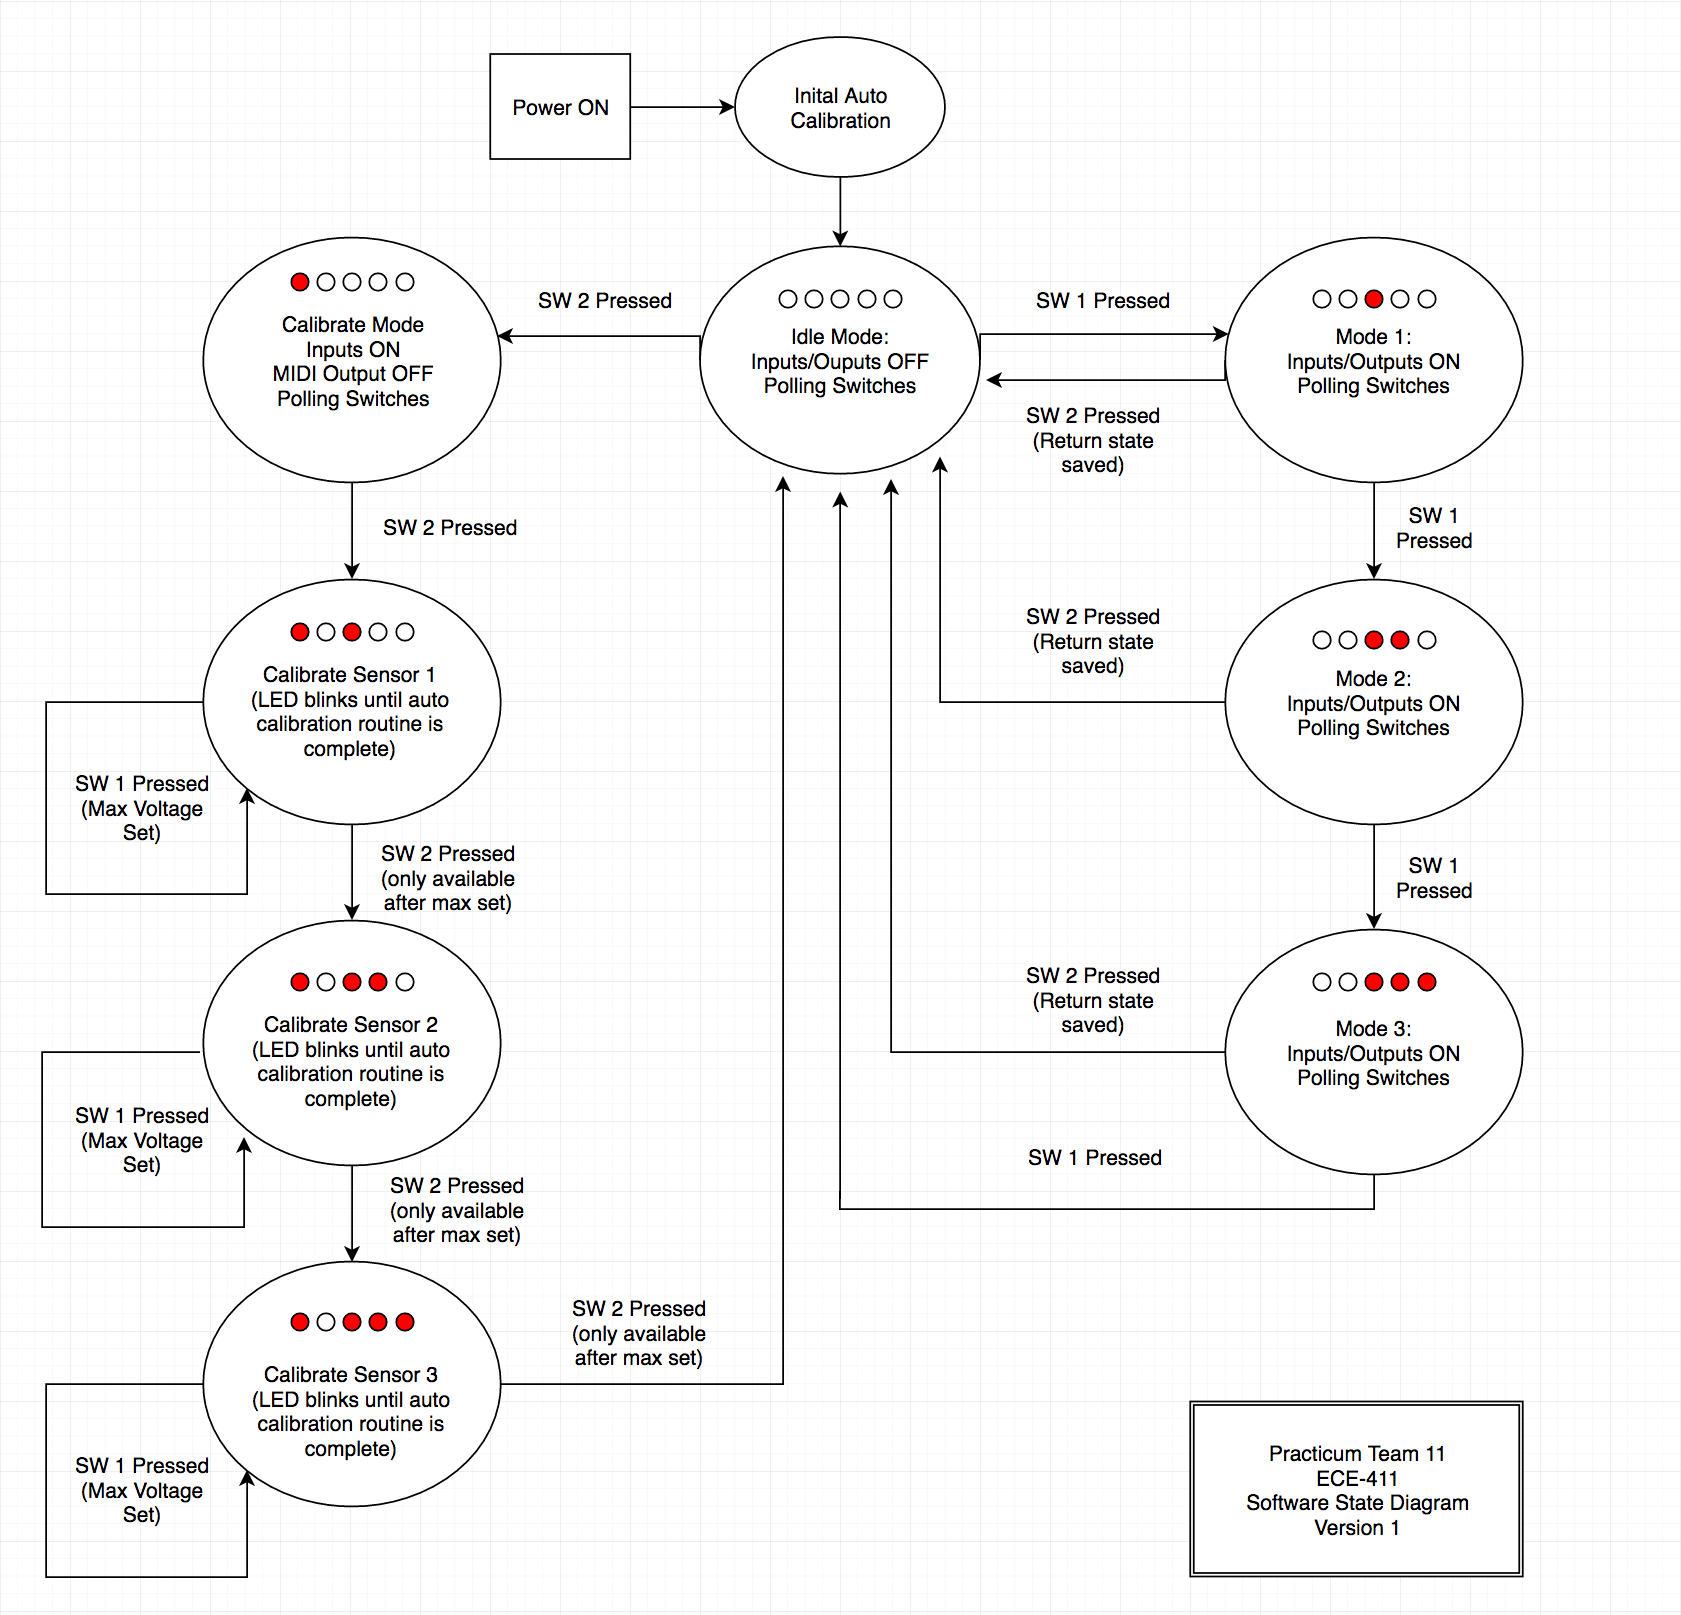 Power ON
Inital Auto
Calibration
Calibrate Mode
Inputs ON
MIDI Output OFF
Polling Switches
SW 2 Pressed
Idle Mode:
Inputs/Ouputs OFF
Polling Switches
SW 1 Pressed
Mode 1:
Inputs/Outputs ON
Polling Switches
SW 2 Pressed
(Return state
saved)
SW 2 Pressed
SW 1
Pressed
Calibrate Sensor 1
(LED blinks until auto
calibration routine is
complete)
SW 2 Pressed
(Return state
saved)
Mode 2:
Inputs/Outputs ON
Polling Switches
SW 1 Pressed
(Max Voltage
Set)
SW 2 Pressed
(only available
after max set)
SW 1
Pressed
Calibrate Sensor 2
(LED blinks until auto
calibration routine is
complete)
SW 2 Pressed
(Return state
saved)
Mode 3:
Inputs/Outputs ON
Polling Switches
SW 1 Pressed
(Max Voltage
Set)
SW 1 Pressed
SW 2 Pressed
(only available
after max set)
Calibrate Sensor 3
(LED blinks until auto
calibration routine is
complete)
SW 2 Pressed
(only available
after max set)
SW 1 Pressed
(Max Voltage
Set)
Practicum Team 11
ECE-411
Software State Diagram
Version 1